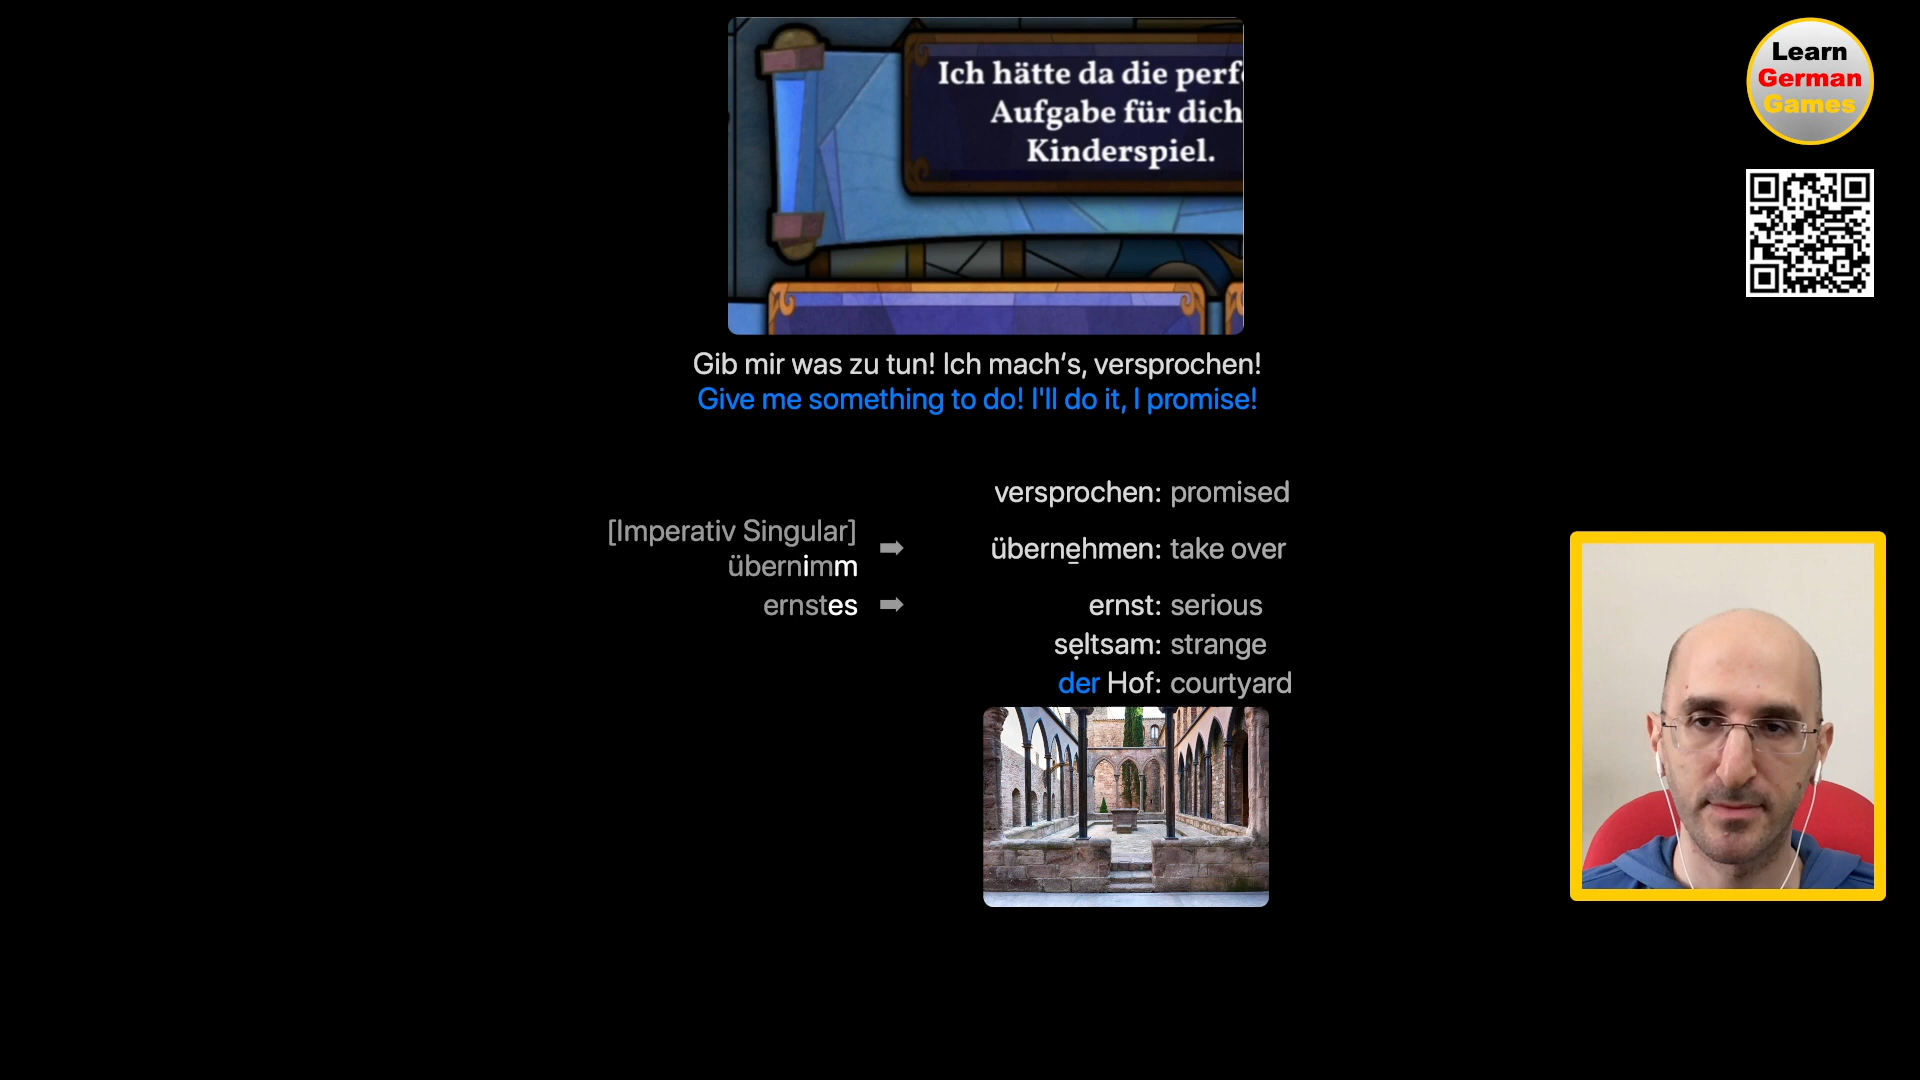 Ich hätte da die perf
Aufgabe für dich
Kinderspiel.
Learn
German
Games
Gib mir was zu tun! Ich mach‘s, versprochen!
Give me something to do! I'll do it, I promise!
versprochen: promised
[Imperativ Singular]
übernimm ➡ übernehmen: take over
ernstes ➡ ernst: serious
sẹltsam: strange
der Hof: courtyard